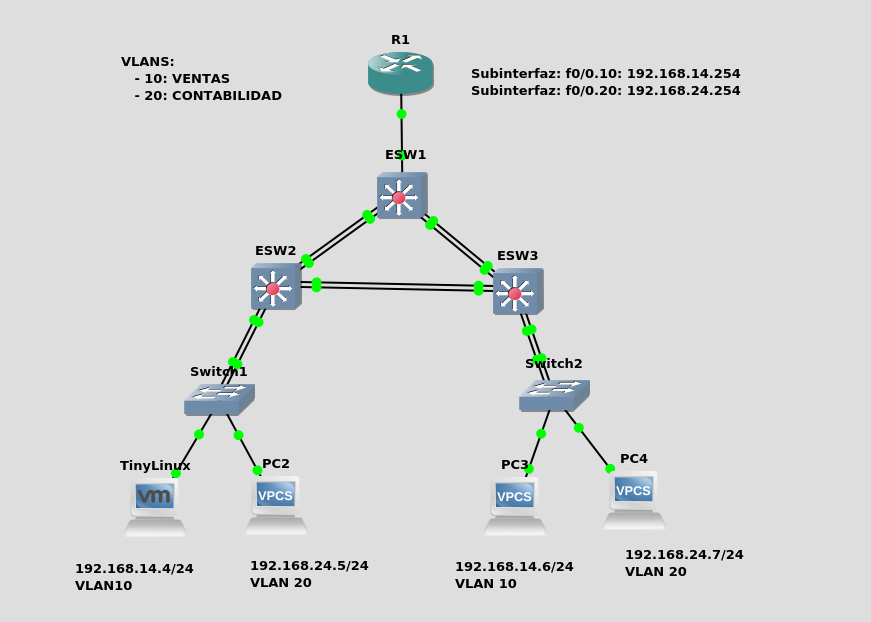 R1
VLANS:
- 10: VENTAS
- 20: CONTABILIDAD
Subinterfaz: f0/0.10: 192.168.14.254
Subinterfaz: f0/0.20: 192.168.24.254
ESW1
ESW2
ESW3
Switch1
Switch2
TinyLinux
PC2
PC3
PC4
vm
VPCS
VPCS
VPCS
192.168.14.4/24
VLAN10
192.168.24.5/24
VLAN 20
192.168.14.6/24
VLAN 10
192.168.24.7/24
VLAN 20